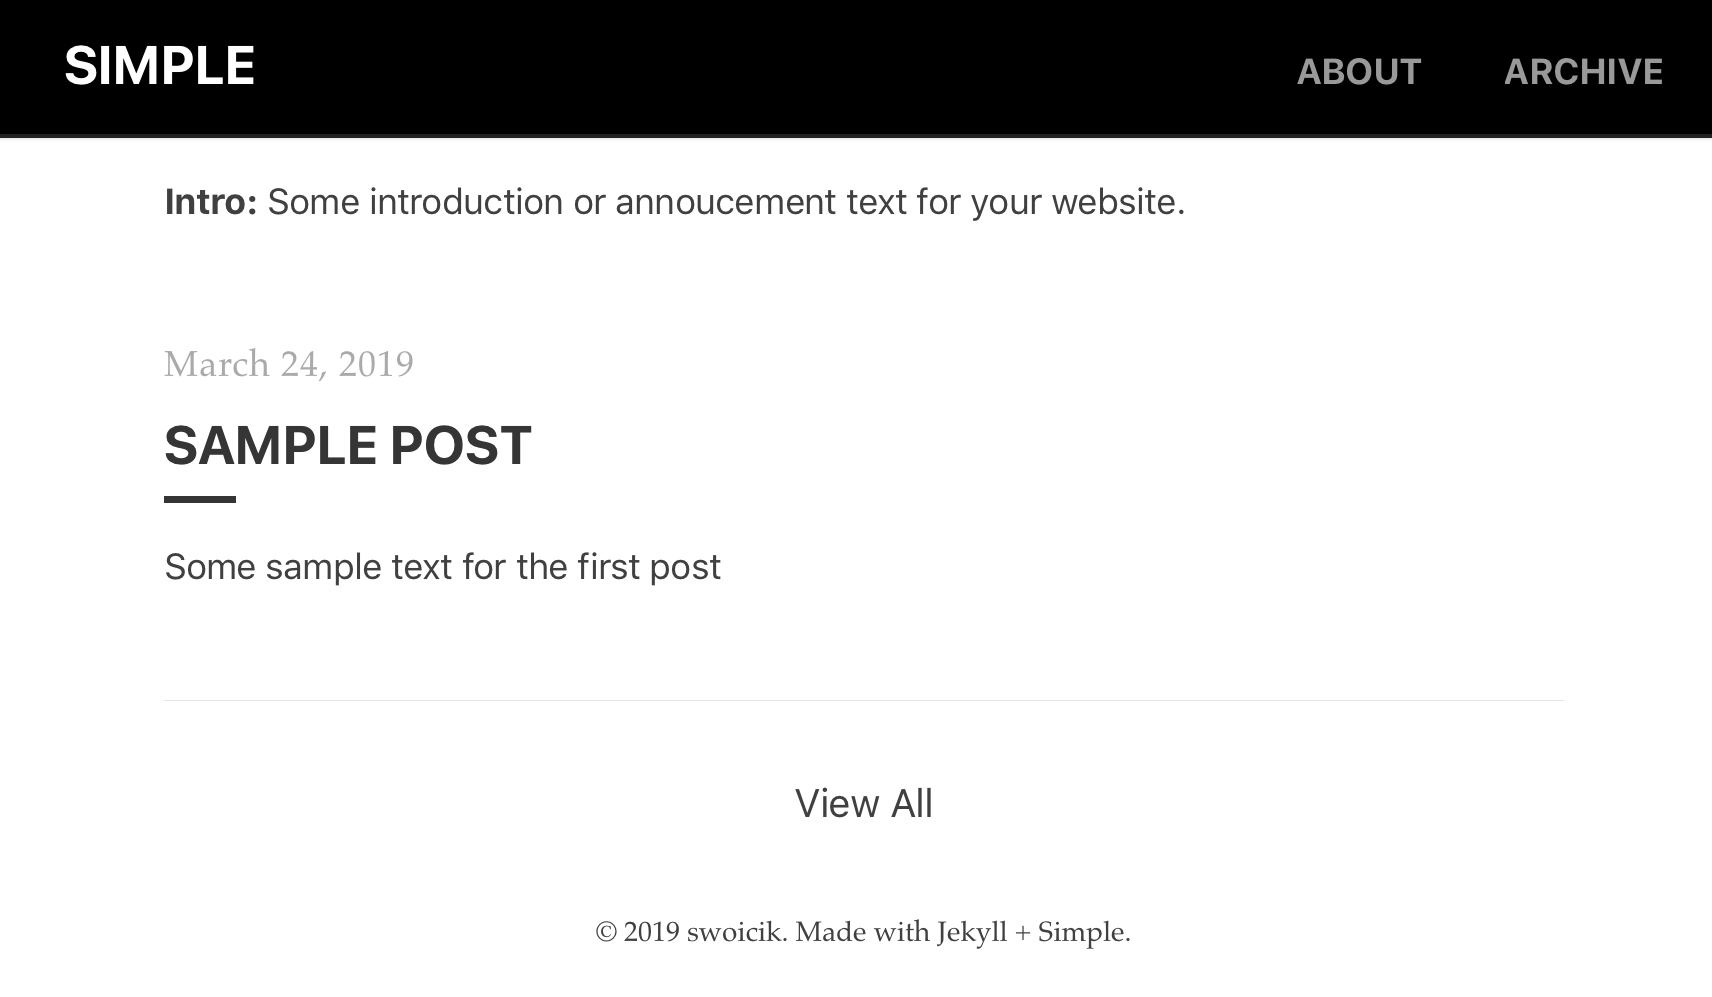 SIMPLE
ABOUT
ARCHIVE
Intro: Some introduction or annoucement text for your website.
March 24, 2019
SAMPLE POST
Some sample text for the first post
View All
© 2019 swoicik. Made with Jekyll + Simple.